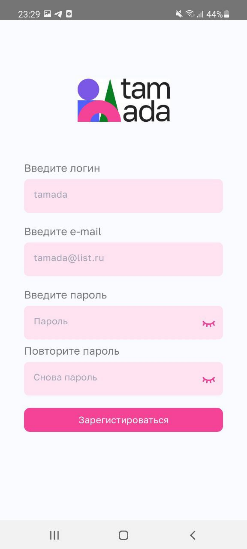 23:29
44%
tam
ada
Введите логин
tamada
Введите e-mail
tamada@list.ru
Введите пароль
Пароль
Повторите пароль
Снова пароль
Зарегистироваться